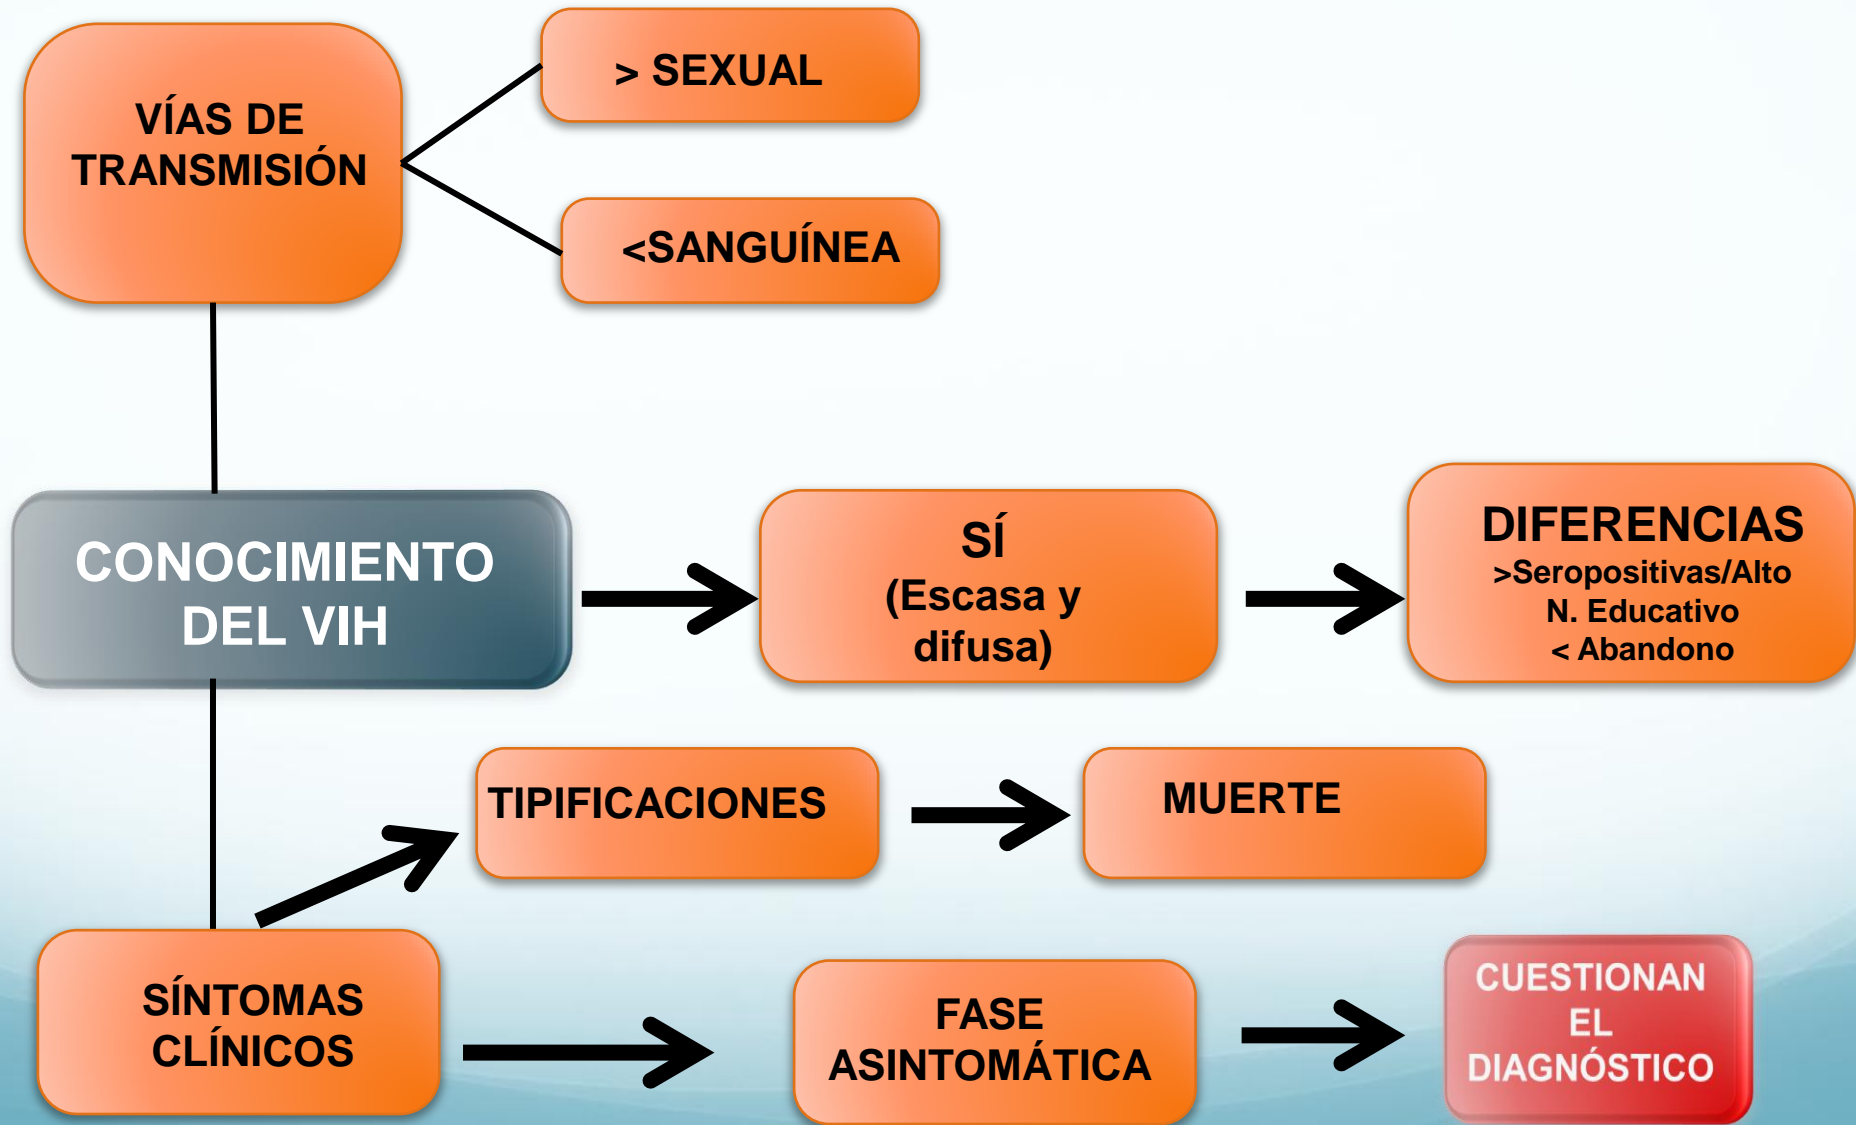 VÍAS DE
TRANSMISIÓN
> SEXUAL
<SANGUÍNEA
CONOCIMIENTO
DEL VIH
SÍ
(Escasa y
difusa)
DIFERENCIAS
>Seropositivas/Alto
N. Educativo
< Abandono
TIPIFICACIONES
MUERTE
SÍNTOMAS
CLÍNICOS
FASE
ASINTOMÁTICA
CUESTIONAN
EL
DIAGNÓSTICO